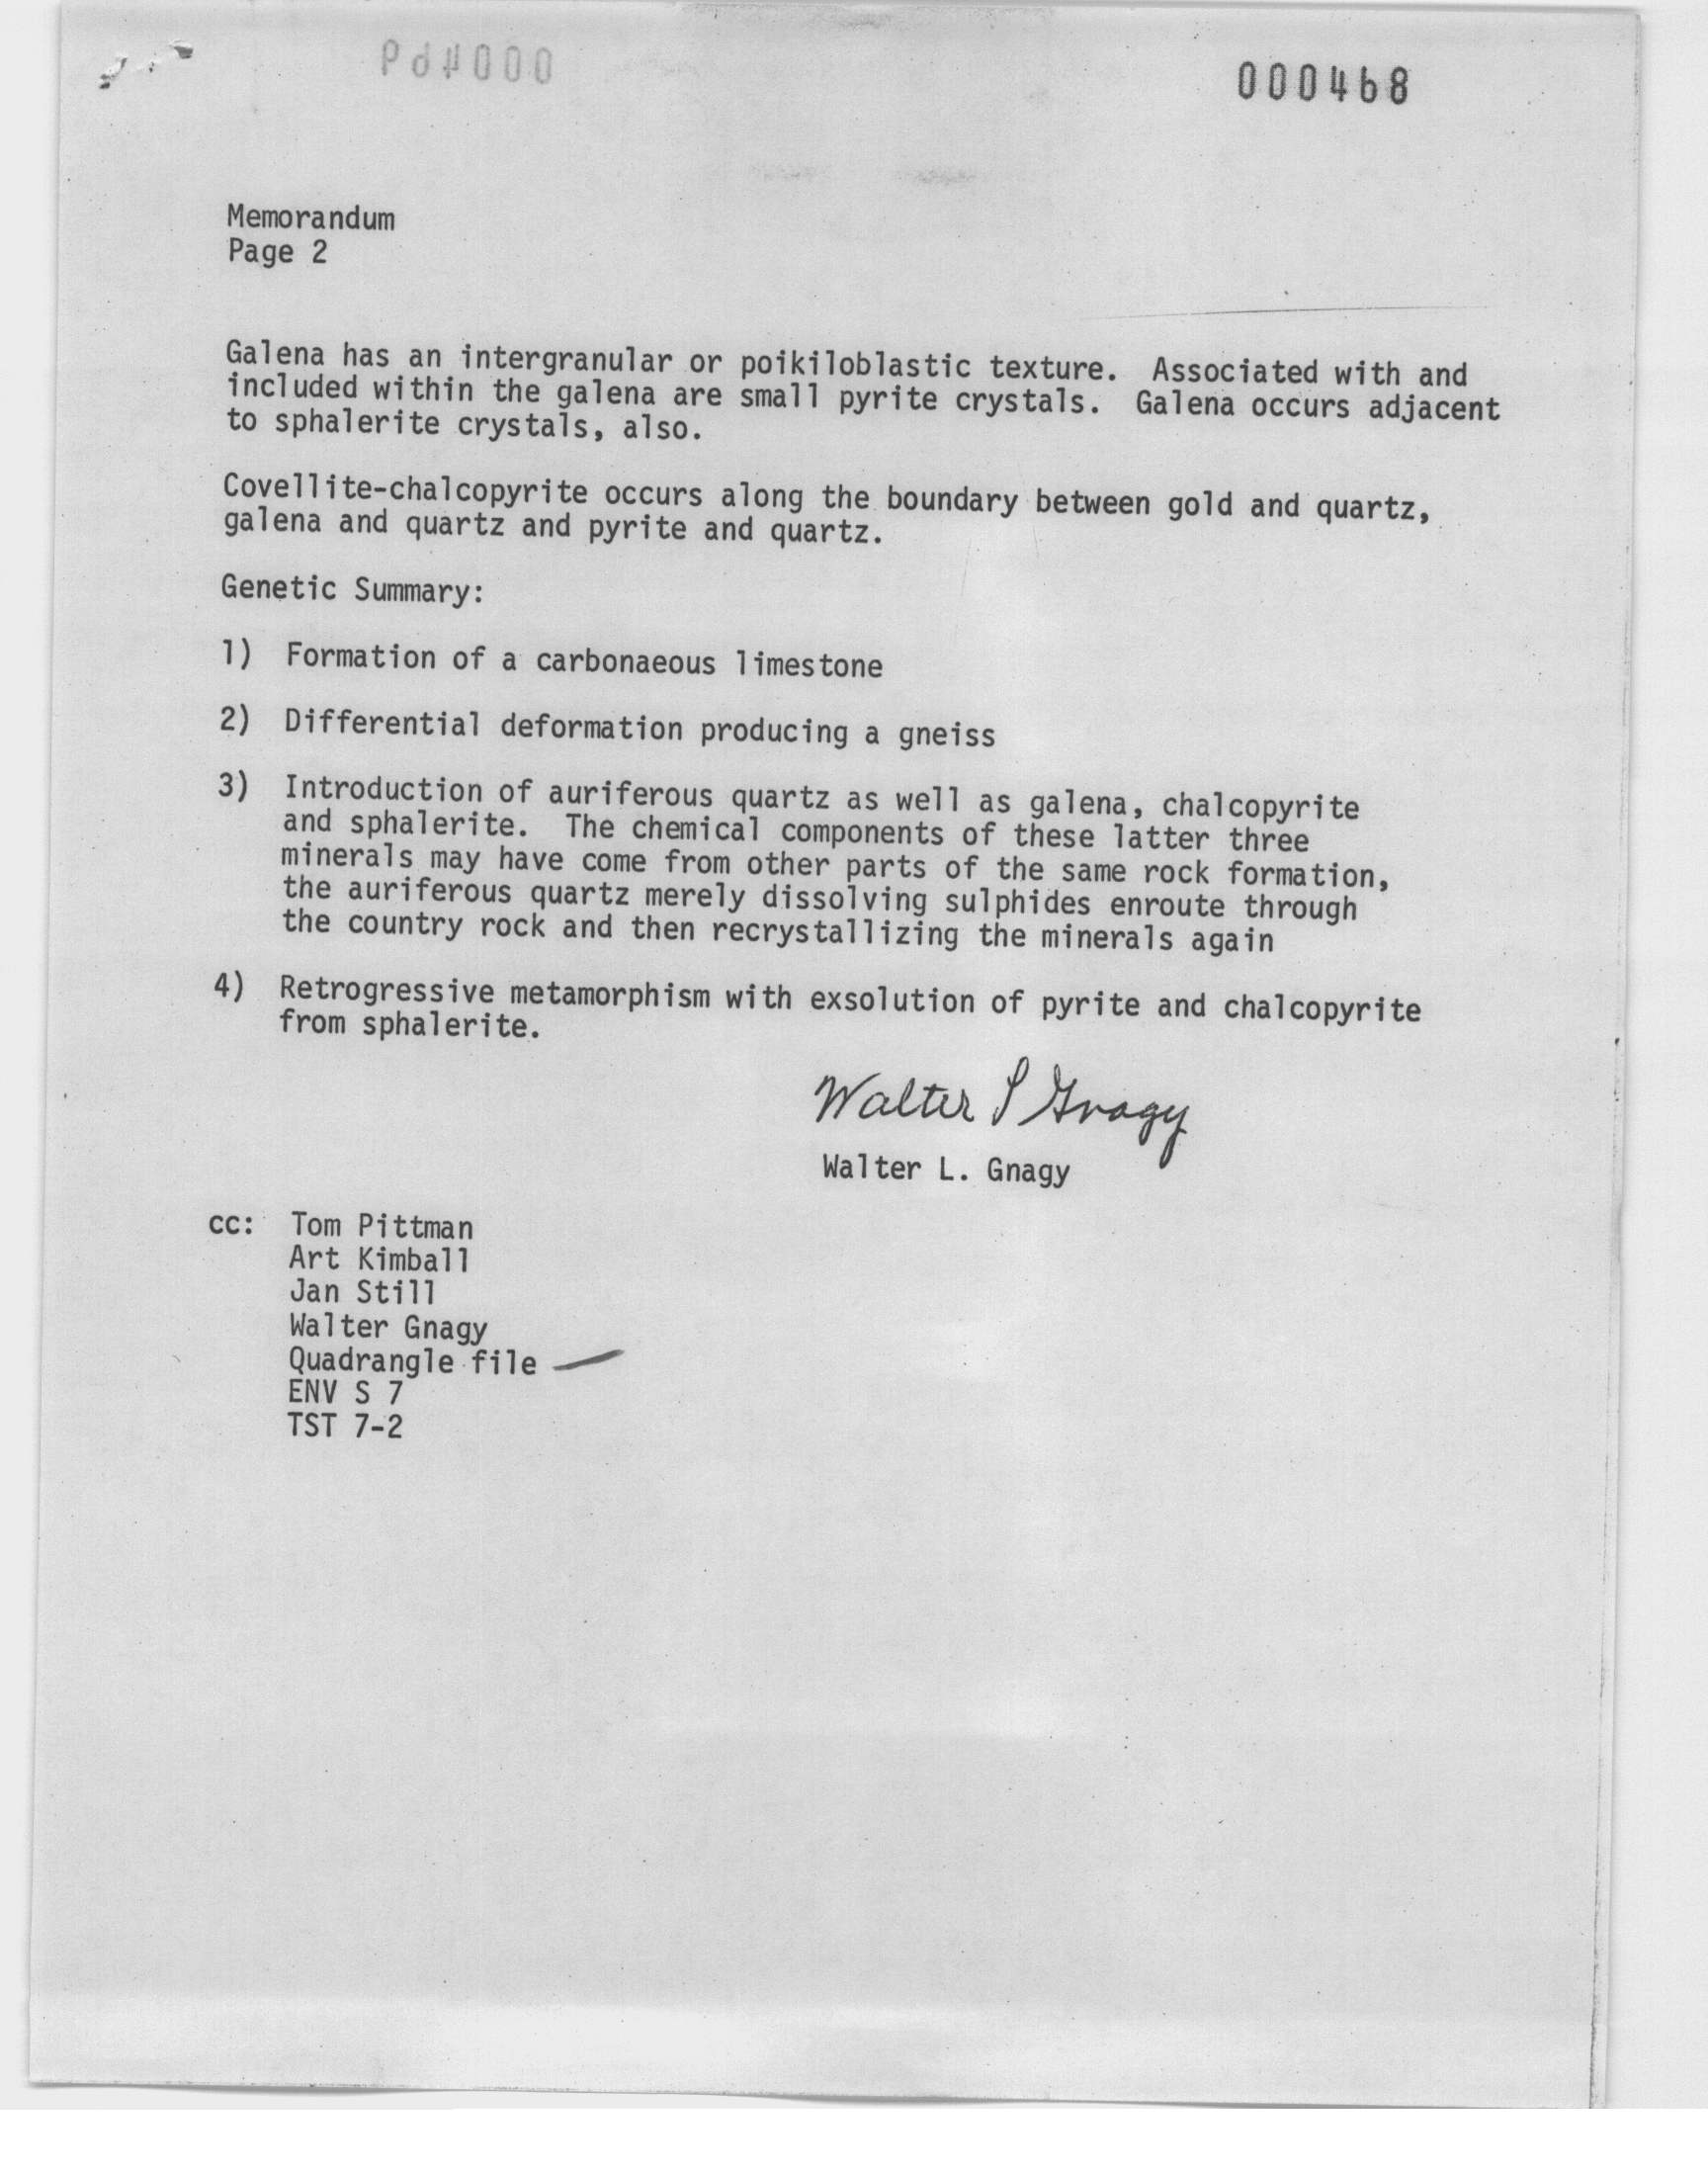 000468
Memorandum
Page 2
Galena has an intergranular or poikiloblastic texture. Associated with and
included within the galena are small pyrite crystals. Galena occurs adjacent
to sphalerite crystals, also.
Covellite-chalcopyrite occurs along the boundary between gold and quartz,
galena and quartz and pyrite and quartz.
Genetic Summary:
1) Formation of a carbonaeous limestone
2) Differential deformation producing a gneiss
3) Introduction of auriferous quartz as well as galena, chalcopyrite
and sphalerite. The chemical components of these latter three
minerals may have come from other parts of the same rock formation,
the auriferous quartz merely dissolving sulphides enroute through
the country rock and then recrystallizing the minerals again
4) Retrogressive metamorphism with exsolution of pyrite and chalcopyrite
from sphalerite.
Walter L Gnagy
Walter L. Gnagy
cc: Tom Pittman
Art Kimball
Jan Still
Walter Gnagy
Quadrangle file
ENV S 7
TST 7-2